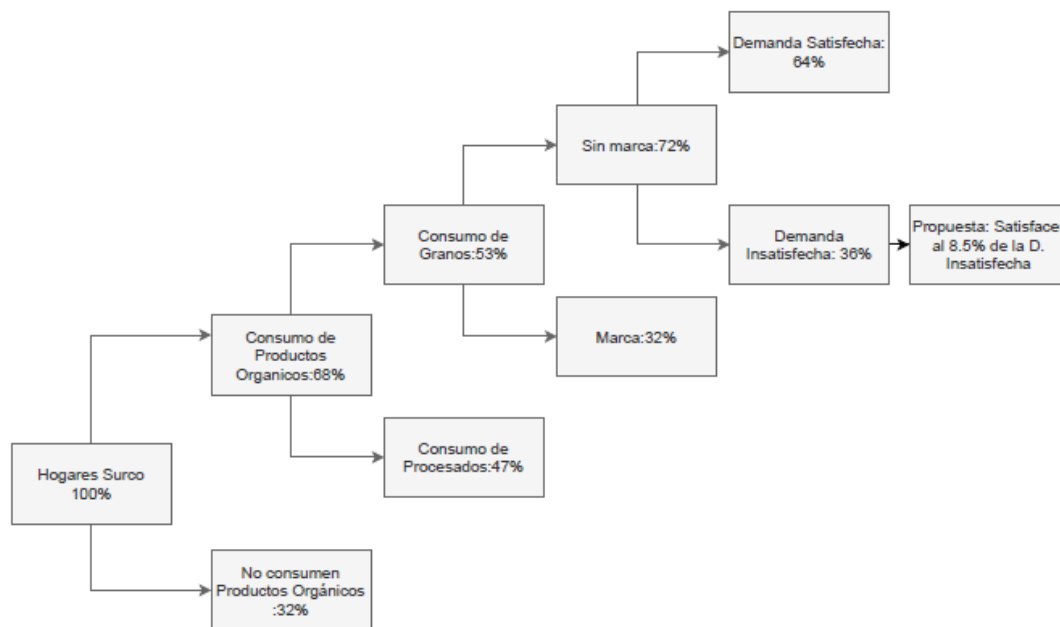 Demanda Satisfecha:
64%
Sin marca:72%
Consumo de
Granos:53%
Demanda
Insatisfecha: 36%
Propuesta: Satisfacer
al 8.5% de la D.
Insatisfecha
Consumo de
Productos
Organicos:68%
Marca:32%
Consumo de
Procesados:47%
Hogares Surco
100%
No consumen
Productos Orgánicos
:32%